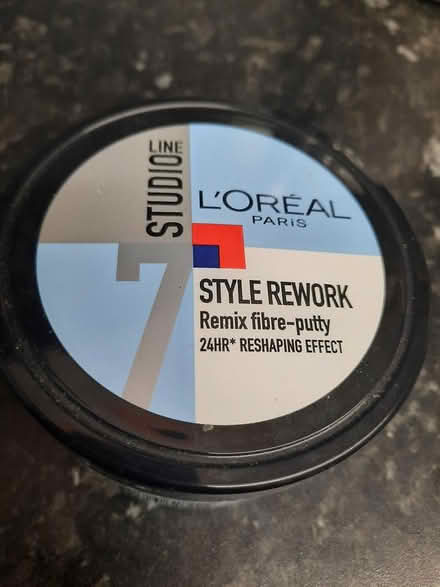 STUDIO
LINE
L'ORÉAL
PARIS
7
STYLE REWORK
Remix fibre-putty
24HR* RESHAPING EFFECT